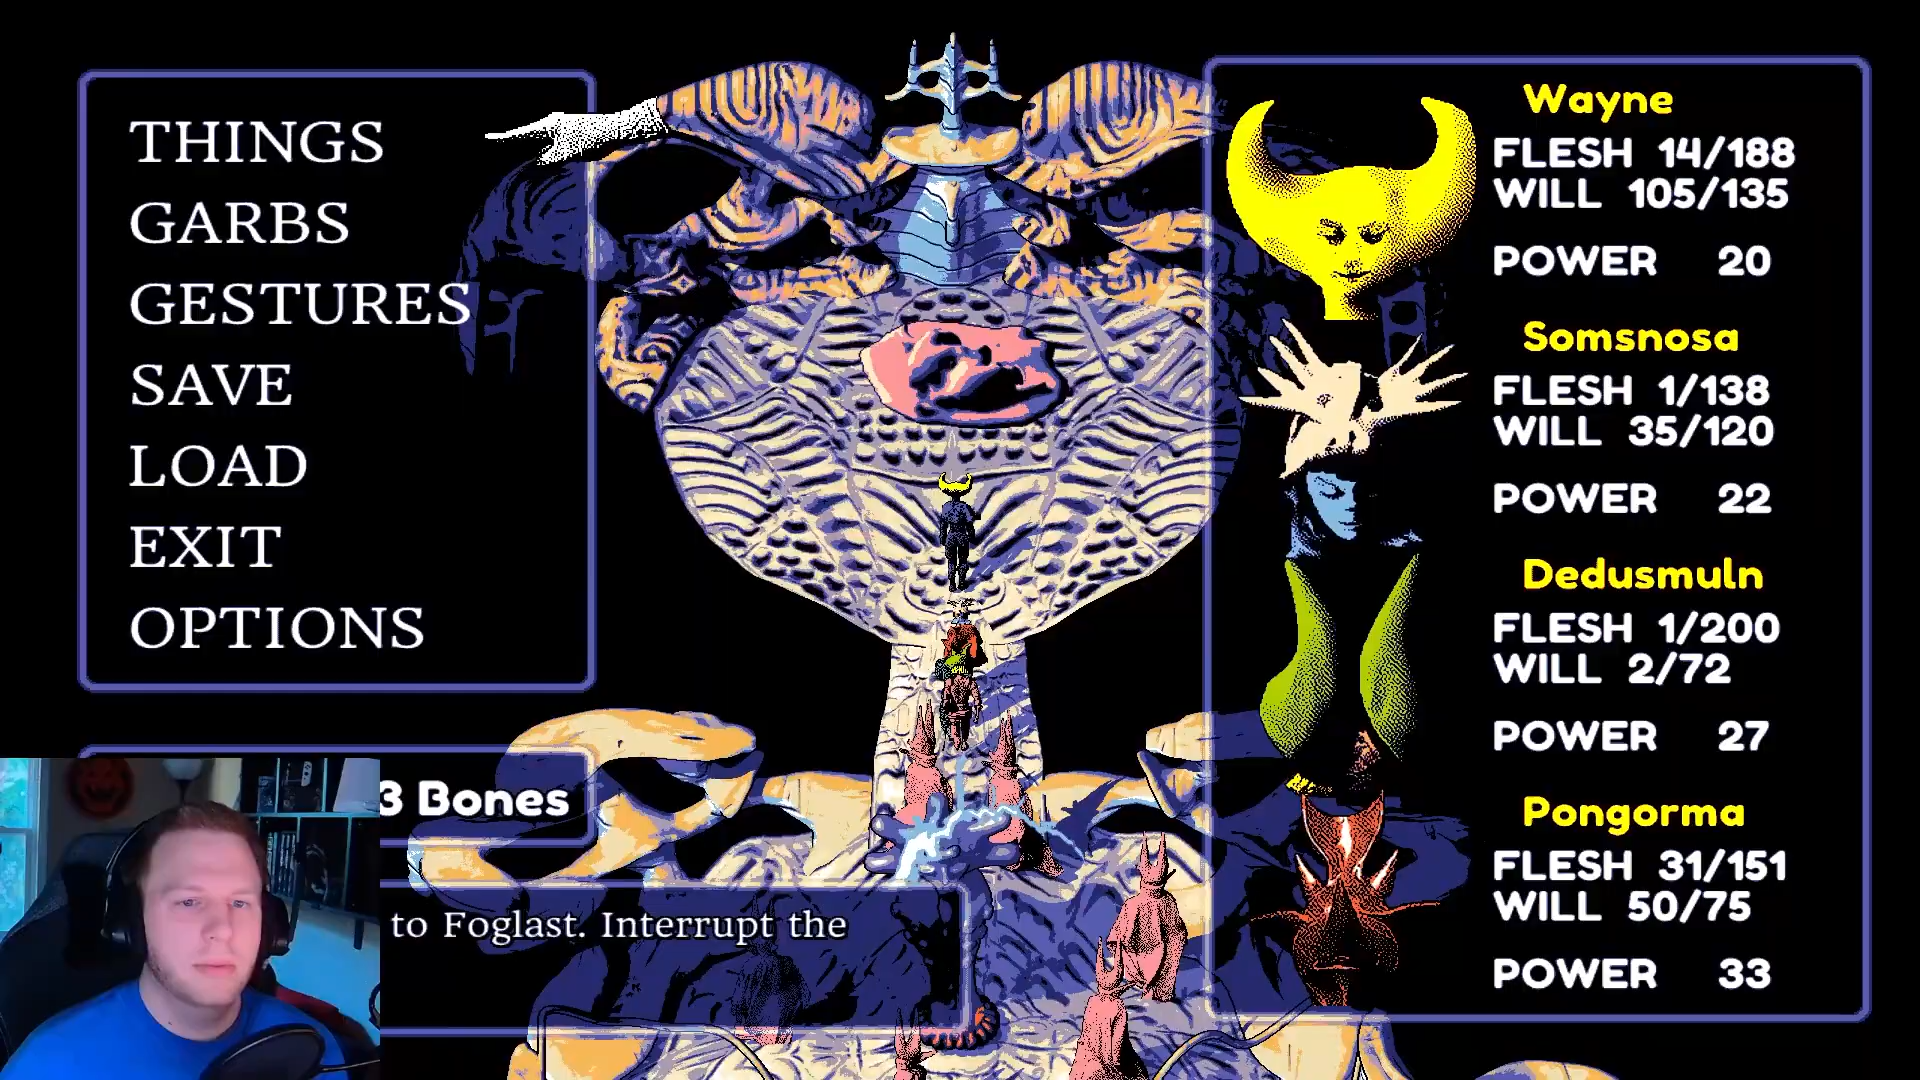 THINGS
GARBS
GESTURES
SAVE
LOAD
EXIT
OPTIONS
3 Bones
to Foglast. Interrupt the
Wayne
FLESH 14/188
WILL 105/135
POWER 20
Somsnosa
FLESH 1/138
WILL 35/120
POWER 22
Dedusmuln
FLESH 1/200
WILL 2/72
POWER 27
Pongorma
FLESH 31/151
WILL 50/75
POWER 33